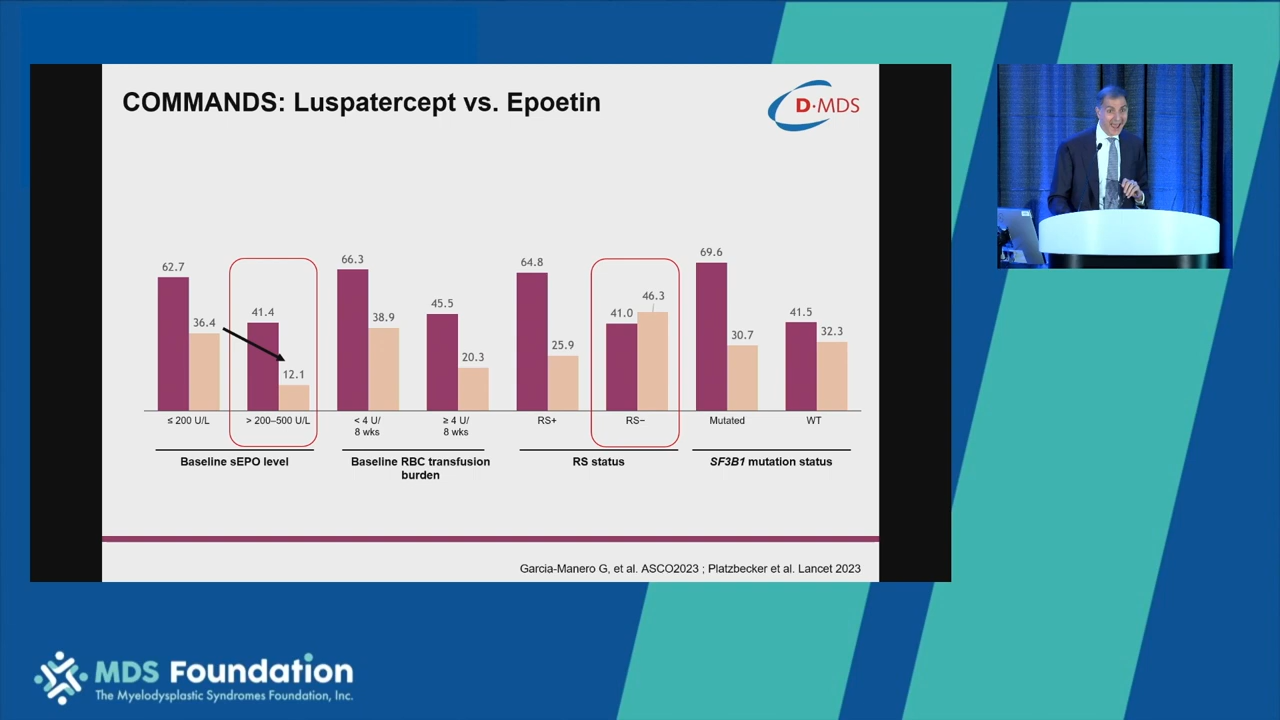 COMMANDS: Luspatercept vs. Epoetin
D·MDS
62.7
36.4
41.4
12.1
66.3
38.9
45.5
20.3
64.8
25.9
41.0
46.3
69.6
30.7
41.5
32.3
≤ 200 U/L
> 200–500 U/L
< 4 U/
8 wks
≥ 4 U/
8 wks
RS+
RS−
Mutated
WT
Baseline sEPO level
Baseline RBC transfusion
burden
RS status
SF3B1 mutation status
Garcia-Manero G, et al. ASCO2023 ; Platzbecker et al. Lancet 2023
MDS Foundation
The Myelodysplastic Syndromes Foundation, Inc.